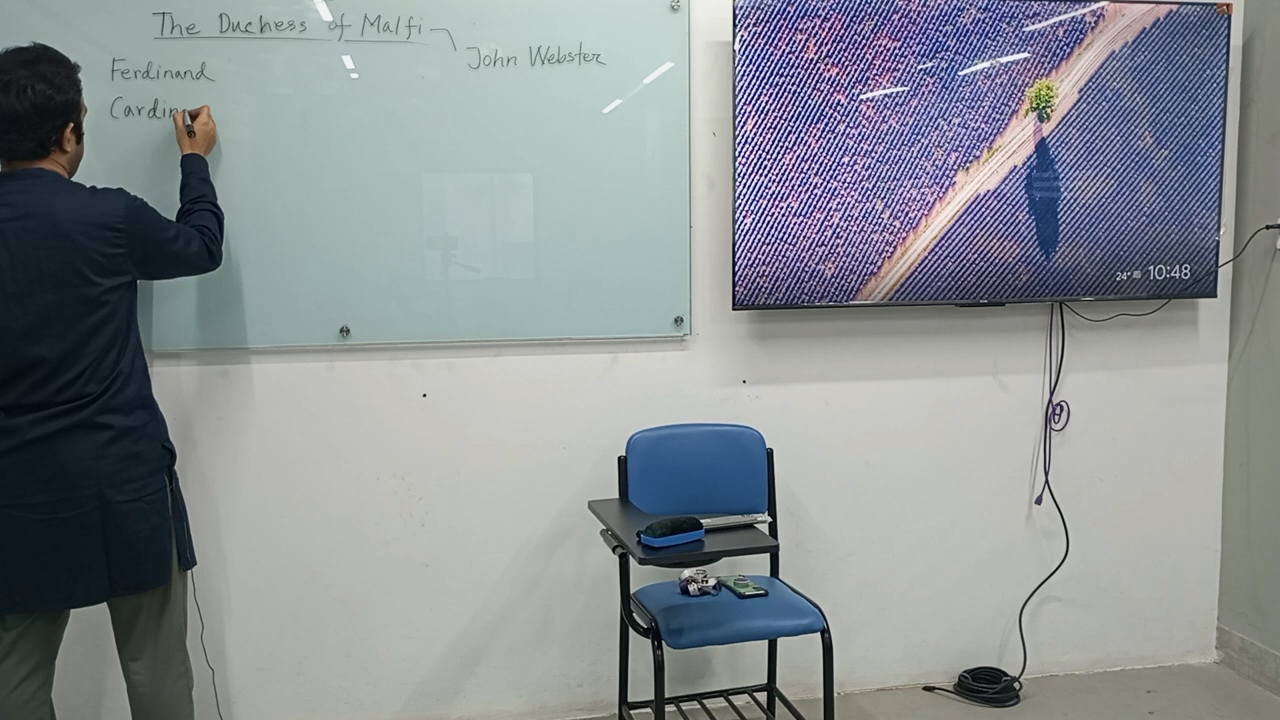 The Duchess of Malfi
John Webster
Ferdinand
Cardin
24°
10:48